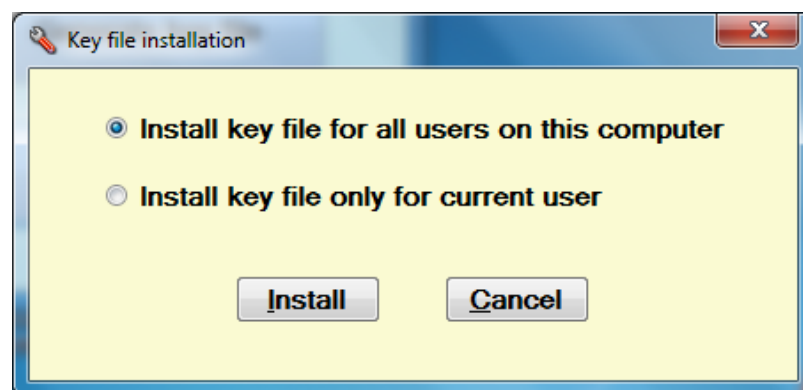 Key file installation
Install key file for all users on this computer
Install key file only for current user
Install Cancel